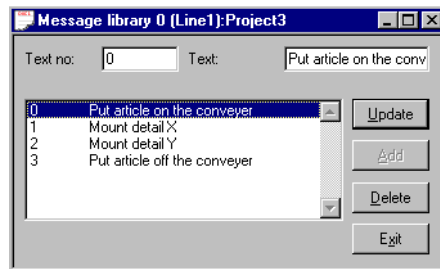 Message library 0 (Line1):Project3
Text no: 0 Text: Put article on the conv
0 Put article on the conveyer
1 Mount detail X
2 Mount detail Y
3 Put article off the conveyer
Update
Add
Delete
Exit